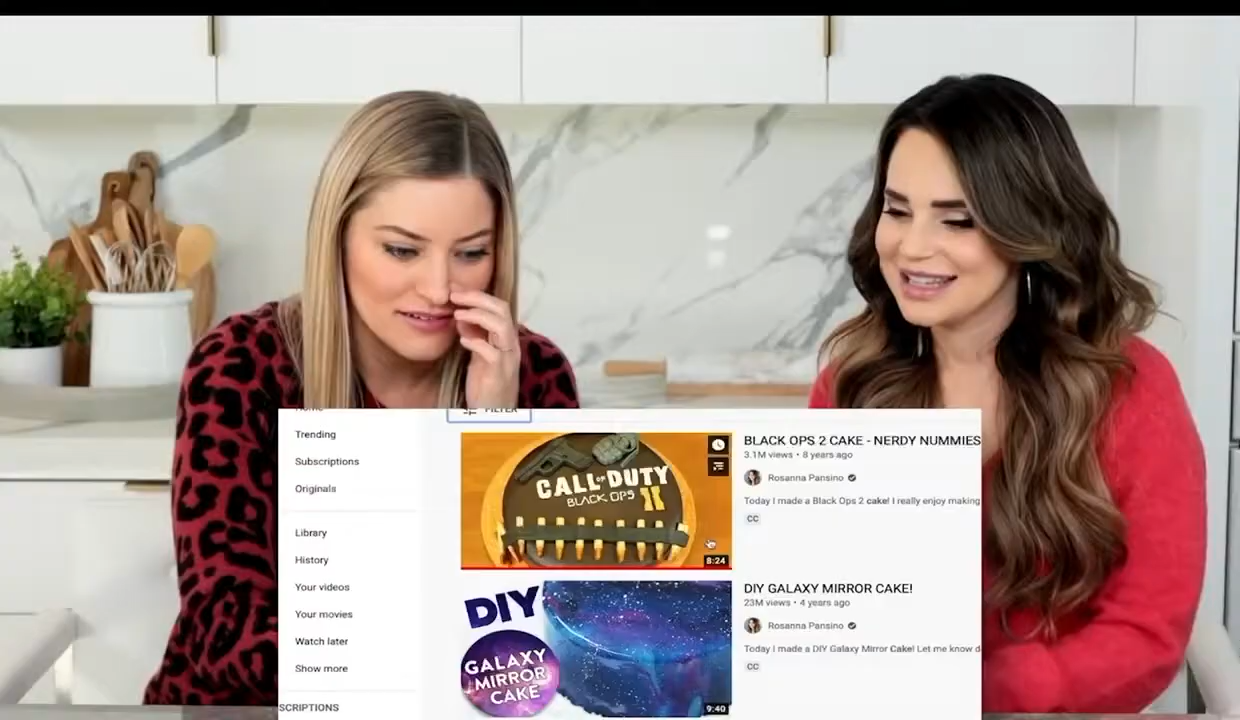 Home
FILTER
Trending
Subscriptions
Originals
Library
History
Your videos
Your movies
Watch later
Show more
SCRIPTIONS
CALL OF DUTY
BLACK OPS II
8:24
BLACK OPS 2 CAKE - NERDY NUMMIES
3.1M views • 8 years ago
Rosanna Pansino
Today I made a Black Ops 2 cake! I really enjoy making
CC
DIY
GALAXY
MIRROR
CAKE
9:40
DIY GALAXY MIRROR CAKE!
23M views • 4 years ago
Rosanna Pansino
Today I made a DIY Galaxy Mirror Cake! Let me know d
CC